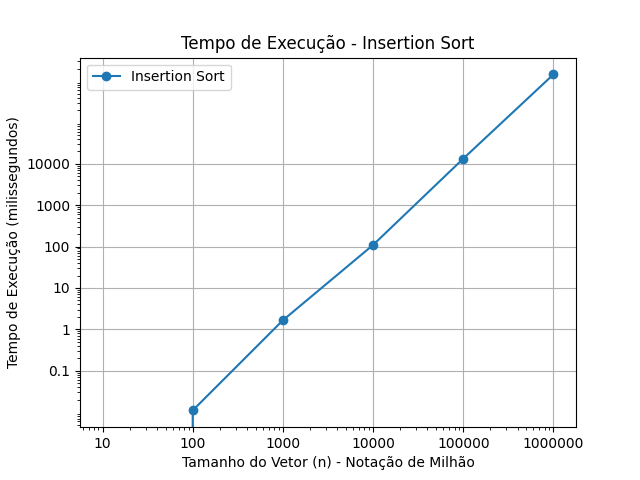 Tempo de Execução - Insertion Sort
Insertion Sort
Tempo de Execução (milissegundos)
10000
1000
100
10
1
0.1
10 100 1000 10000 100000 1000000
Tamanho do Vetor (n) - Notação de Milhão